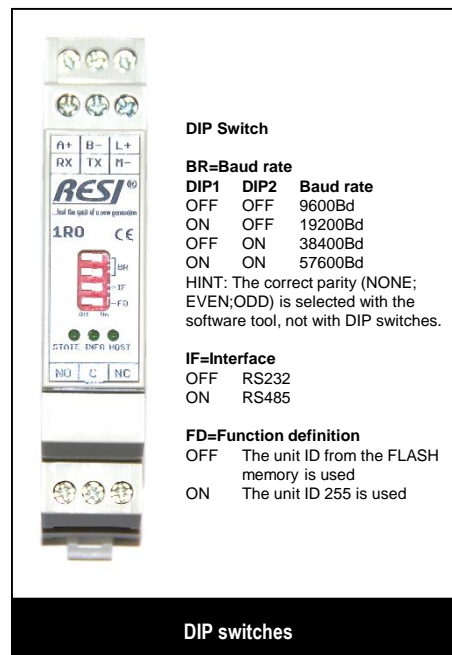 A+ B- L+
RX TX M-
RESI®
...feel the spirit of a new generation
1RO CE
BR
IF
FD
Off On
STATE INFO HOST
NO C NC
DIP Switch
BR=Baud rate
DIP1 DIP2 Baud rate
OFF OFF 9600Bd
ON OFF 19200Bd
OFF ON 38400Bd
ON ON 57600Bd
HINT: The correct parity (NONE;
EVEN;ODD) is selected with the
software tool, not with DIP switches.
IF=Interface
OFF RS232
ON RS485
FD=Function definition
OFF The unit ID from the FLASH
memory is used
ON The unit ID 255 is used
DIP switches